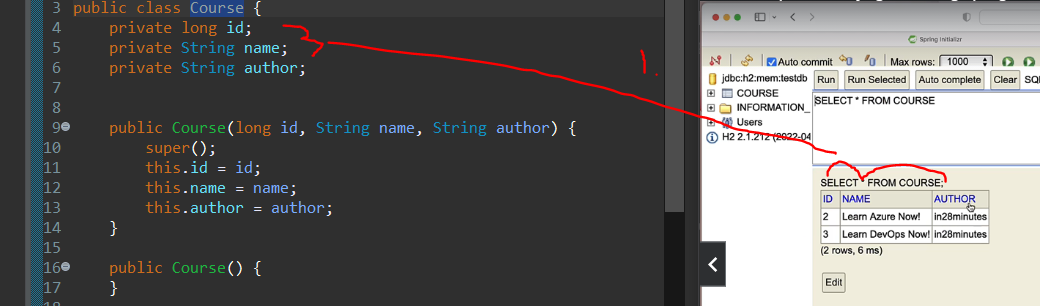 3 public class Course {
4 private long id;
5 private String name;
6 private String author;
7
8
9 public Course(long id, String name, String author) {
10 super();
11 this.id = id;
12 this.name = name;
13 this.author = author;
14 }
15
16 public Course() {
17 }
1.
Spring Initializr
Auto commit Max rows: 1000
jdbc:h2:mem:testdb Run Run Selected Auto complete Clear SQ
COURSE
INFORMATION_
Users
H2 2.1.212 (2022-04
SELECT * FROM COURSE
SELECT * FROM COURSE;
ID NAME AUTHOR
2 Learn Azure Now! in28minutes
3 Learn DevOps Now! in28minutes
(2 rows, 6 ms)
Edit